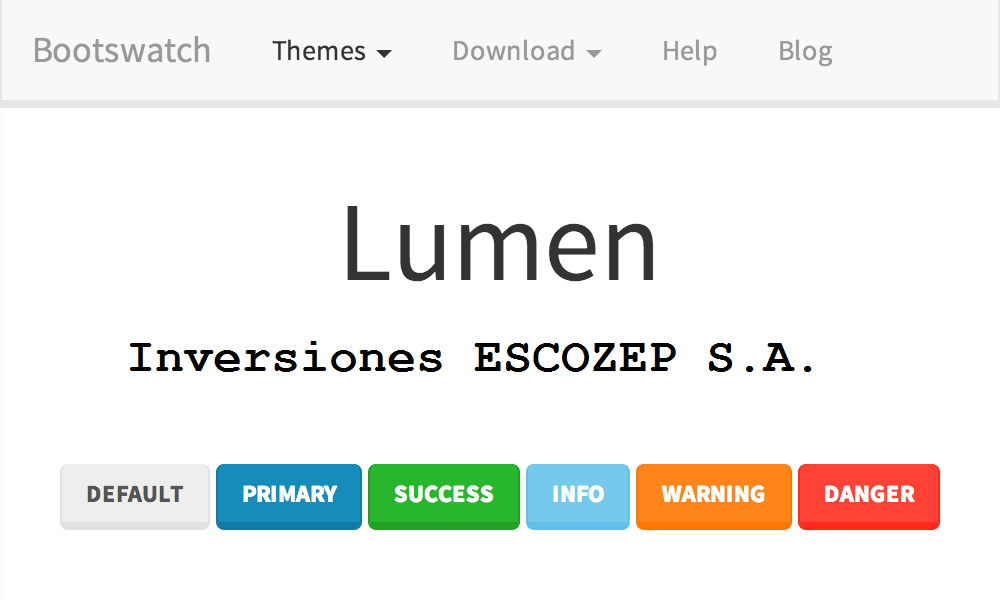 Bootswatch Themes Download Help Blog
Lumen
Inversiones ESCOZEP S.A.
DEFAULT PRIMARY SUCCESS INFO WARNING DANGER